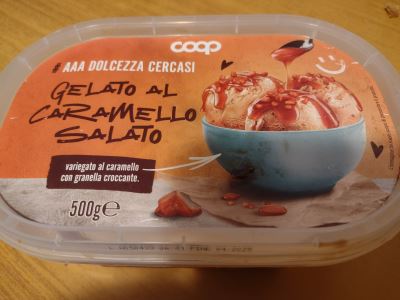 coop
# AAA DOLCEZZA CERCASI
GELATO AL
CARAMELLO
SALATO
variegato al caramello
con granella croccante.
500g℮